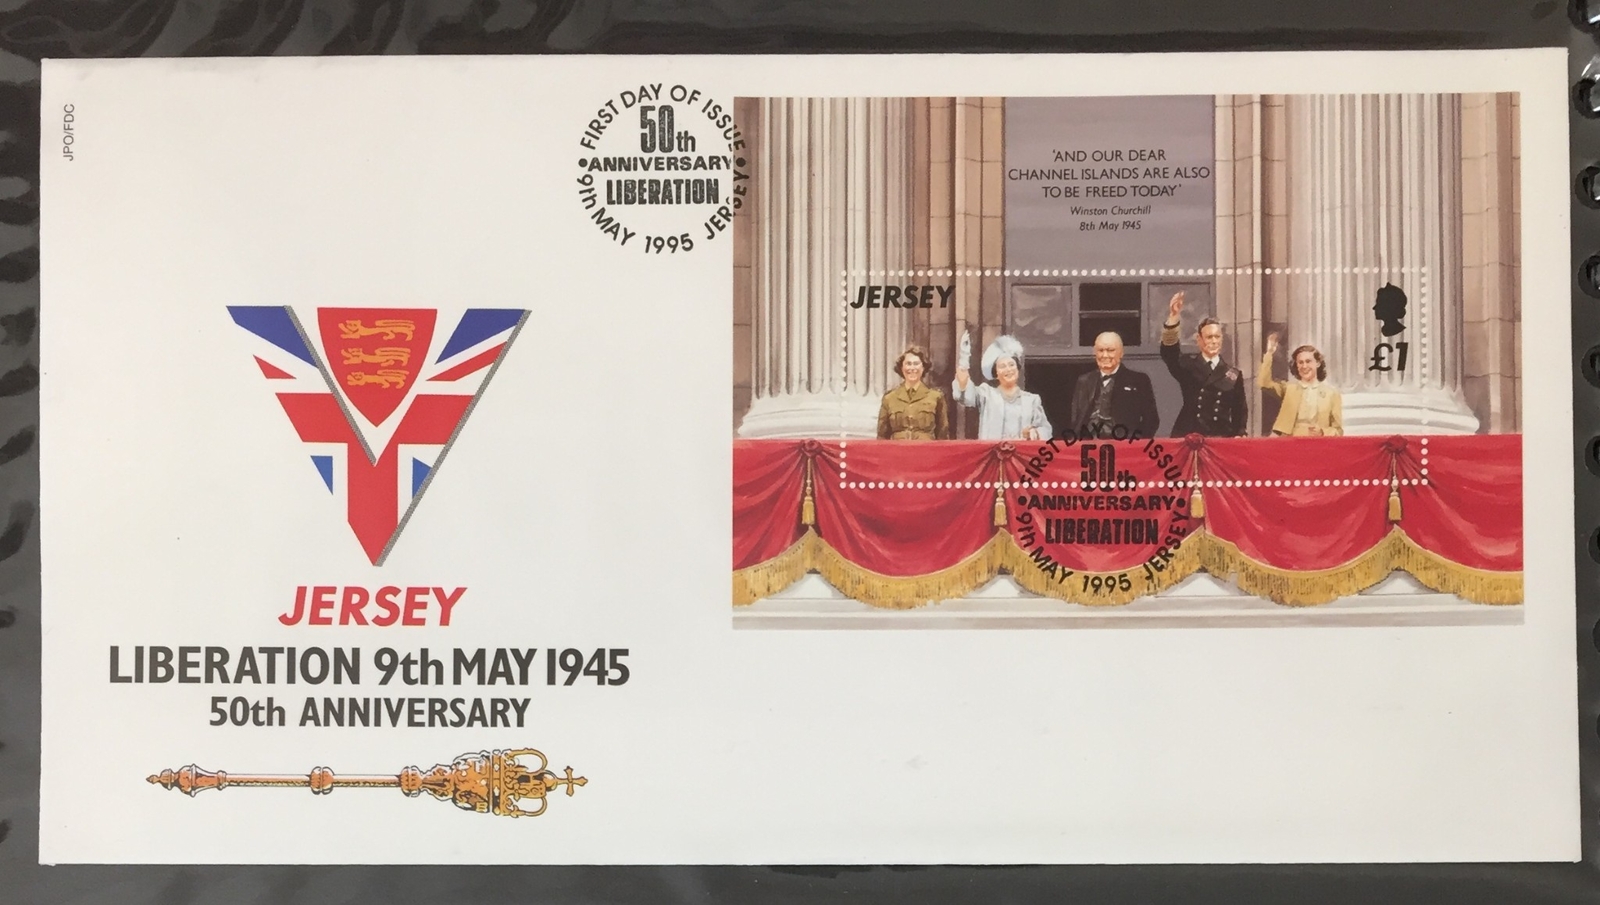 JPO/FDC
FIRST DAY OF ISSUE
50th
ANNIVERSARY
LIBERATION
9th MAY 1995 JERSEY
'AND OUR DEAR
CHANNEL ISLANDS ARE ALSO
TO BE FREED TODAY'
Winston Churchill
8th May 1945
JERSEY
£1
FIRST DAY OF ISSUE
50th
ANNIVERSARY
LIBERATION
9th MAY 1995 JERSEY
JERSEY
LIBERATION 9th MAY 1945
50th ANNIVERSARY